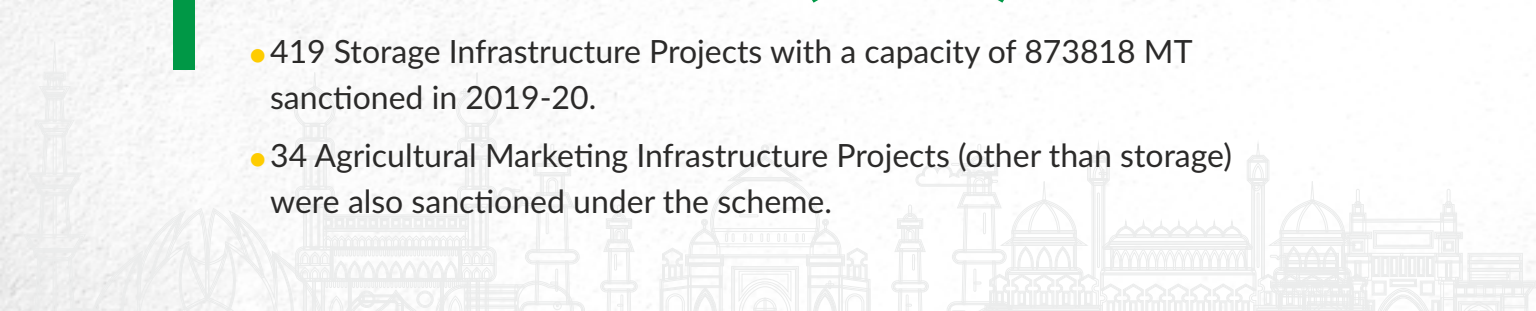 • 419 Storage Infrastructure Projects with a capacity of 873818 MT
sanctioned in 2019-20.
• 34 Agricultural Marketing Infrastructure Projects (other than storage)
were also sanctioned under the scheme.